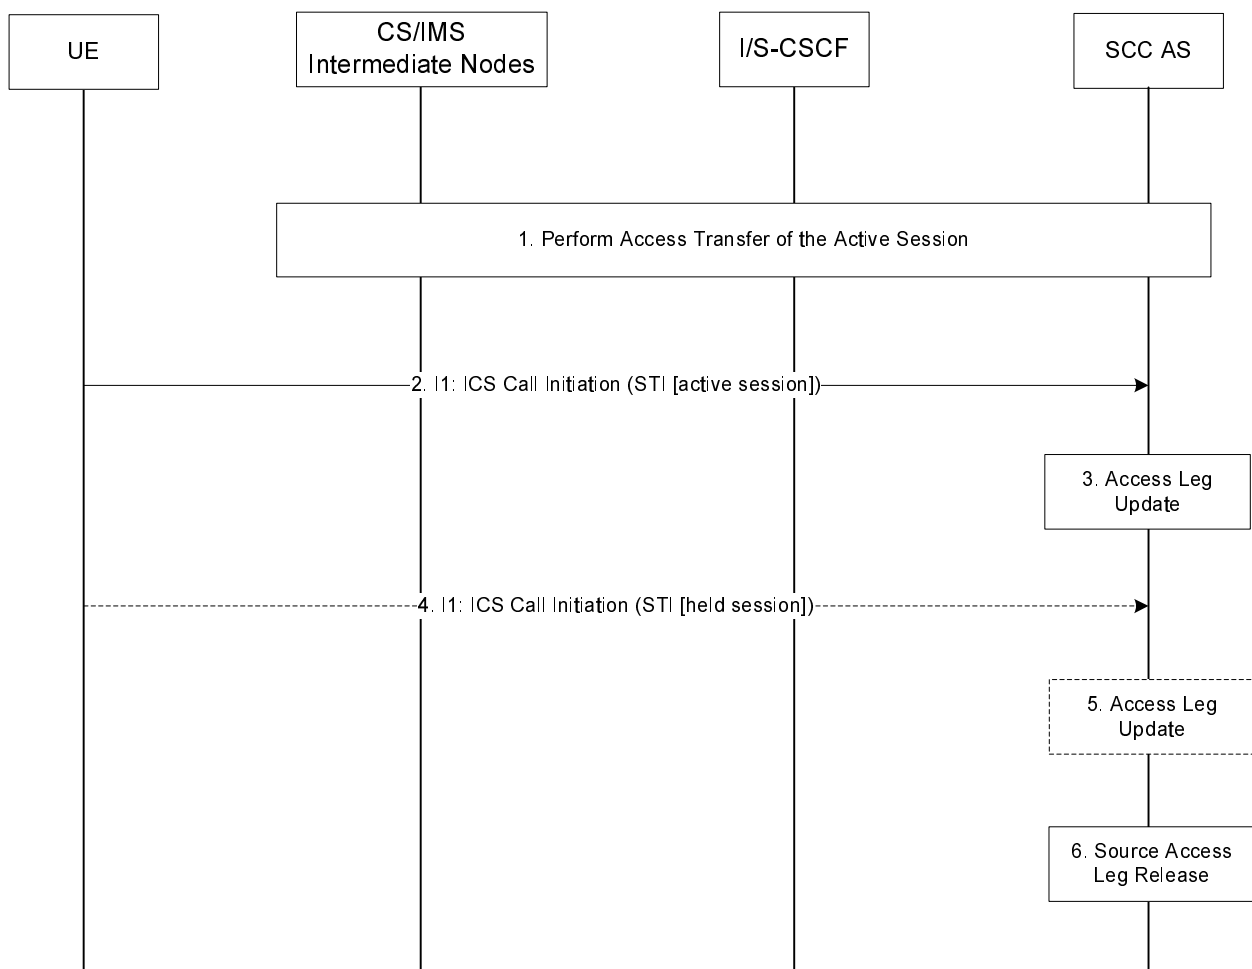 UE
CS/IMS
Intermediate Nodes
I/S-CSCF
SCC AS
1. Perform Access Transfer of the Active Session
2. I1: ICS Call Initiation (STI [active session])
3. Access Leg
Update
4. I1: ICS Call Initiation (STI [held session])
5. Access Leg
Update
6. Source Access
Leg Release